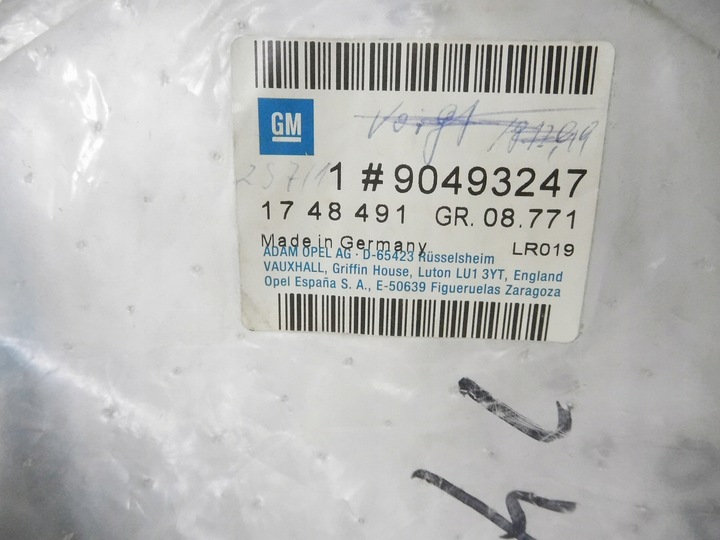 GM
Voigt
1 # 90493247
17 48 491 GR. 08.771
Made in Germany LR019
ADAM OPEL AG · D-65423 Rüsselsheim
VAUXHALL, Griffin House, Luton LU1 3YT, England
Opel España S. A., E-50639 Figueruelas Zaragoza